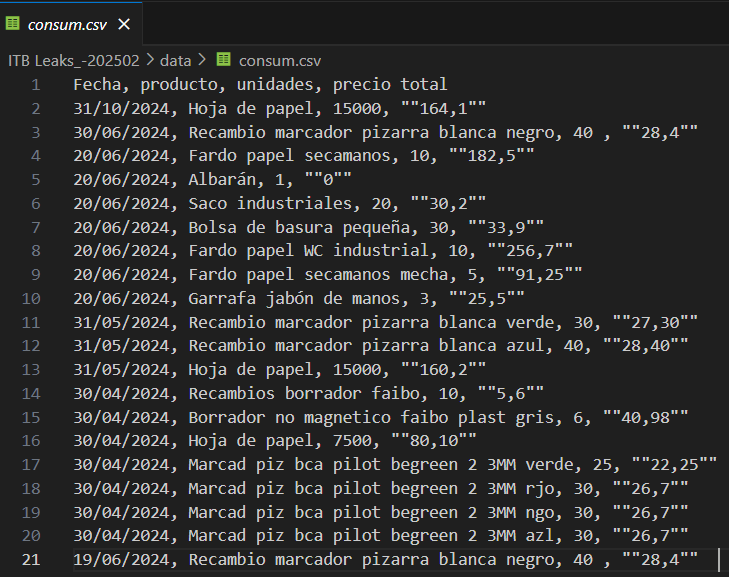 consum.csv
ITB Leaks_-202502 > data > consum.csv
1 Fecha, producto, unidades, precio total
2 31/10/2024, Hoja de papel, 15000, ""164,1""
3 30/06/2024, Recambio marcador pizarra blanca negro, 40 , ""28,4""
4 20/06/2024, Fardo papel secamanos, 10, ""182,5""
5 20/06/2024, Albarán, 1, ""0""
6 20/06/2024, Saco industriales, 20, ""30,2""
7 20/06/2024, Bolsa de basura pequeña, 30, ""33,9""
8 20/06/2024, Fardo papel WC industrial, 10, ""256,7""
9 20/06/2024, Fardo papel secamanos mecha, 5, ""91,25""
10 20/06/2024, Garrafa jabón de manos, 3, ""25,5""
11 31/05/2024, Recambio marcador pizarra blanca verde, 30, ""27,30""
12 31/05/2024, Recambio marcador pizarra blanca azul, 40, ""28,40""
13 31/05/2024, Hoja de papel, 15000, ""160,2""
14 30/04/2024, Recambios borrador faibo, 10, ""5,6""
15 30/04/2024, Borrador no magnetico faibo plast gris, 6, ""40,98""
16 30/04/2024, Hoja de papel, 7500, ""80,10""
17 30/04/2024, Marcad piz bca pilot begreen 2 3MM verde, 25, ""22,25""
18 30/04/2024, Marcad piz bca pilot begreen 2 3MM rjo, 30, ""26,7""
19 30/04/2024, Marcad piz bca pilot begreen 2 3MM ngo, 30, ""26,7""
20 30/04/2024, Marcad piz bca pilot begreen 2 3MM azl, 30, ""26,7""
21 19/06/2024, Recambio marcador pizarra blanca negro, 40 , ""28,4""